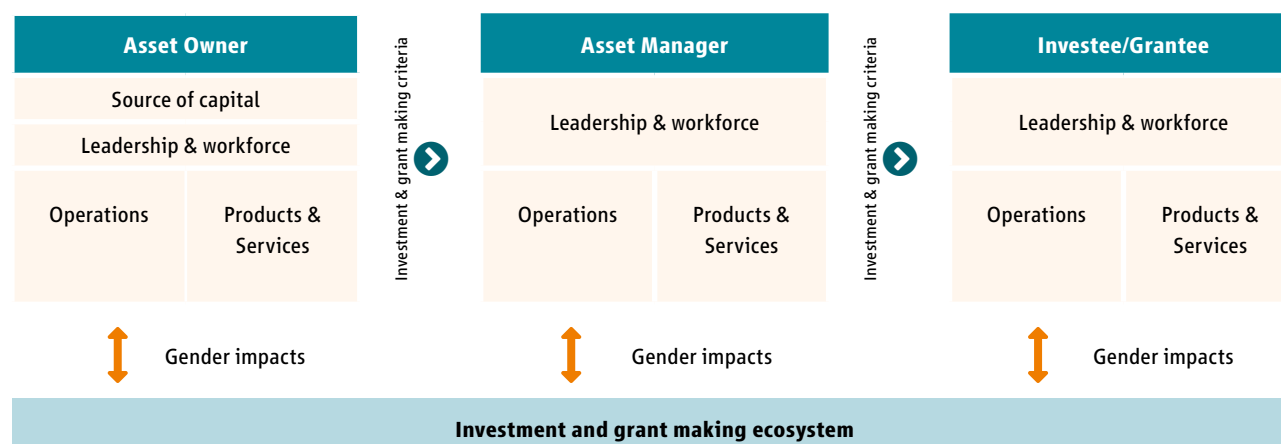 Asset Owner
Source of capital
Leadership & workforce
Operations
Products &
Services
Investment & grant making criteria
Asset Manager
Leadership & workforce
Operations
Products &
Services
Investment & grant making criteria
Investee/Grantee
Leadership & workforce
Operations
Products &
Services
Gender impacts
Gender impacts
Gender impacts
Investment and grant making ecosystem